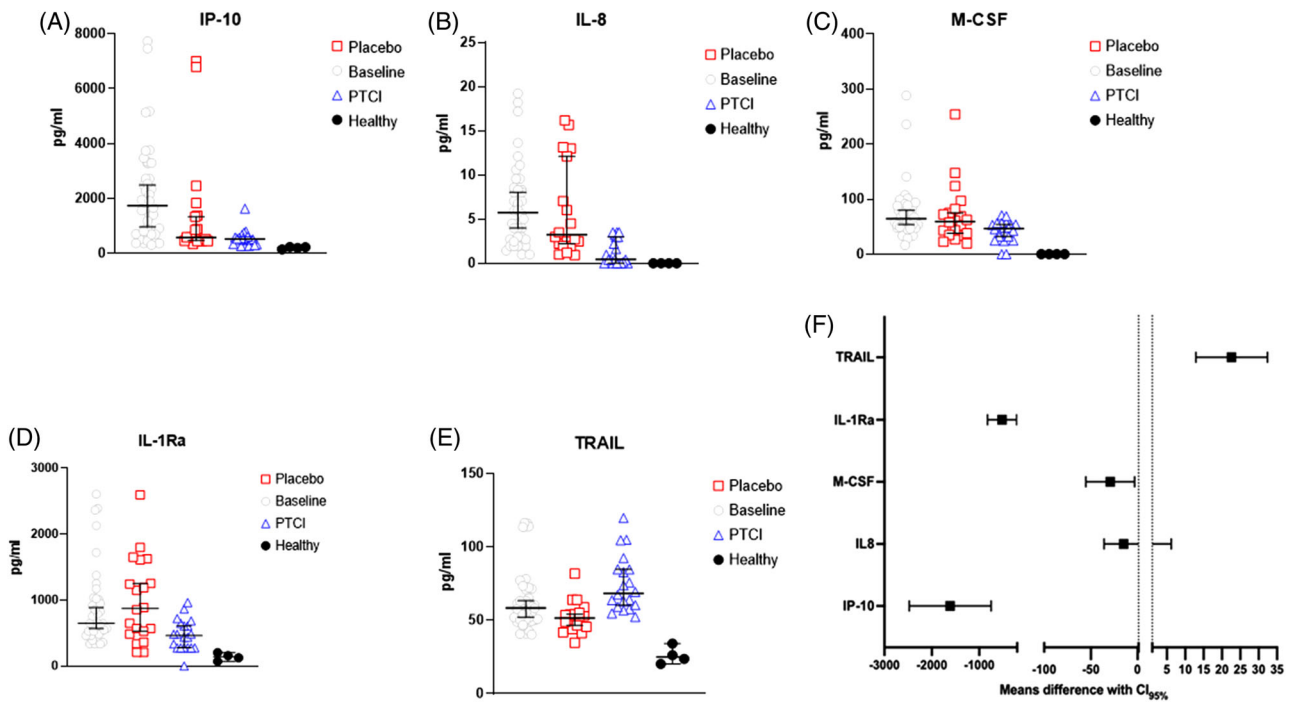 (A)
IP-10
8000
6000
4000
2000
0
pg/ml
Placebo
Baseline
PTCI
Healthy
(B)
IL-8
25
20
15
10
5
0
pg/ml
Placebo
Baseline
PTCI
Healthy
(C)
M-CSF
400
300
200
100
0
pg/ml
Placebo
Baseline
PTCI
Healthy
(D)
IL-1Ra
3000
2000
1000
0
pg/ml
Placebo
Baseline
PTCI
Healthy
(E)
TRAIL
150
100
50
0
pg/ml
Placebo
Baseline
PTCI
Healthy
(F)
TRAIL
IL-1Ra
M-CSF
IL8
IP-10
-3000 -2000 -1000 -100 -50 0 5 10 15 20 25 30 35
Means difference with CI95%